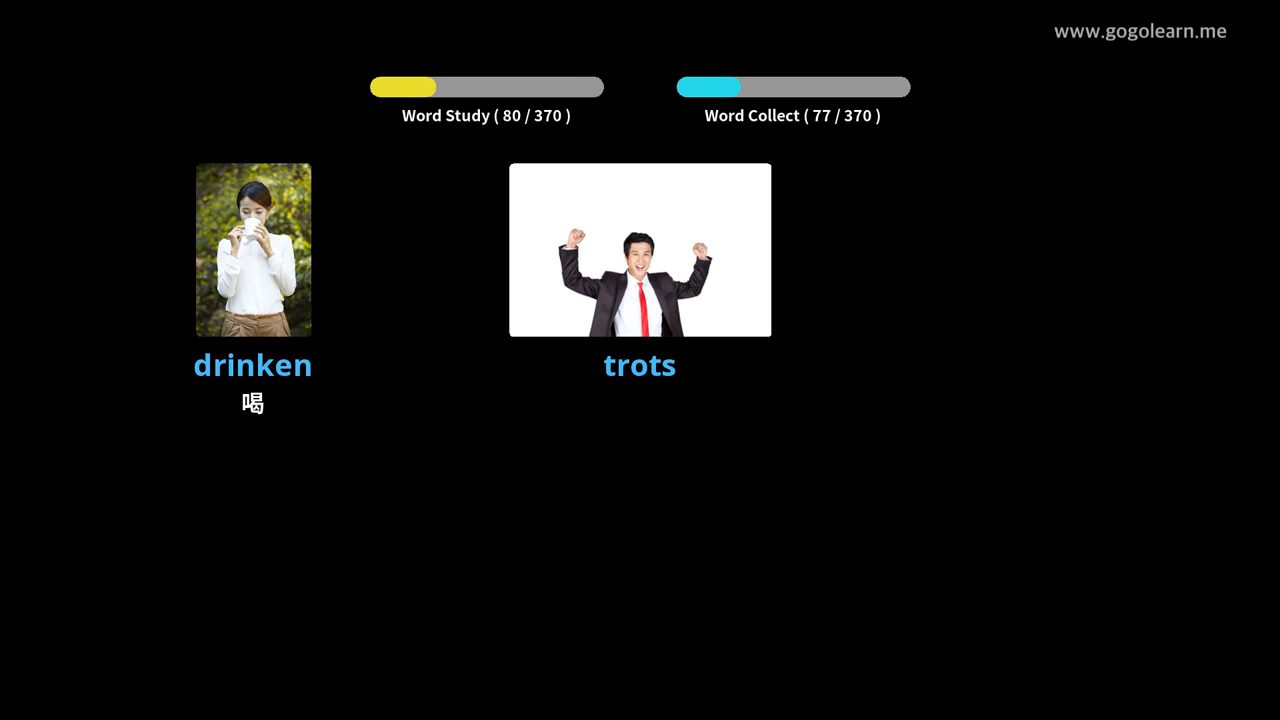 www.gogolearn.me
Word Study ( 80 / 370 )
Word Collect ( 77 / 370 )
drinken
喝
trots